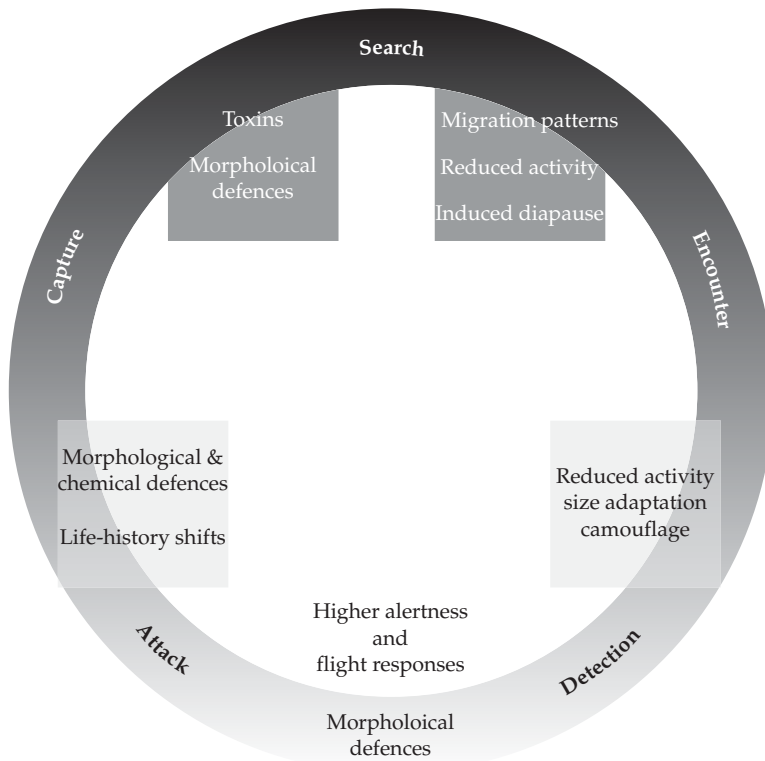 Search
Toxins
Morpholoical
defences
Migration patterns
Reduced activity
Induced diapause
Capture
Encounter
Morphological &
chemical defences
Life-history shifts
Reduced activity
size adaptation
camouflage
Higher alertness
and
flight responses
Attack
Detection
Morpholoical
defences